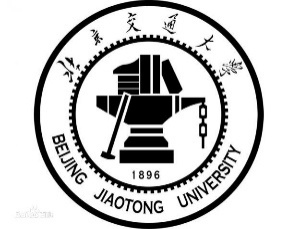 北京交通大学
1896
BEIJING JIAOTONG UNIVERSITY